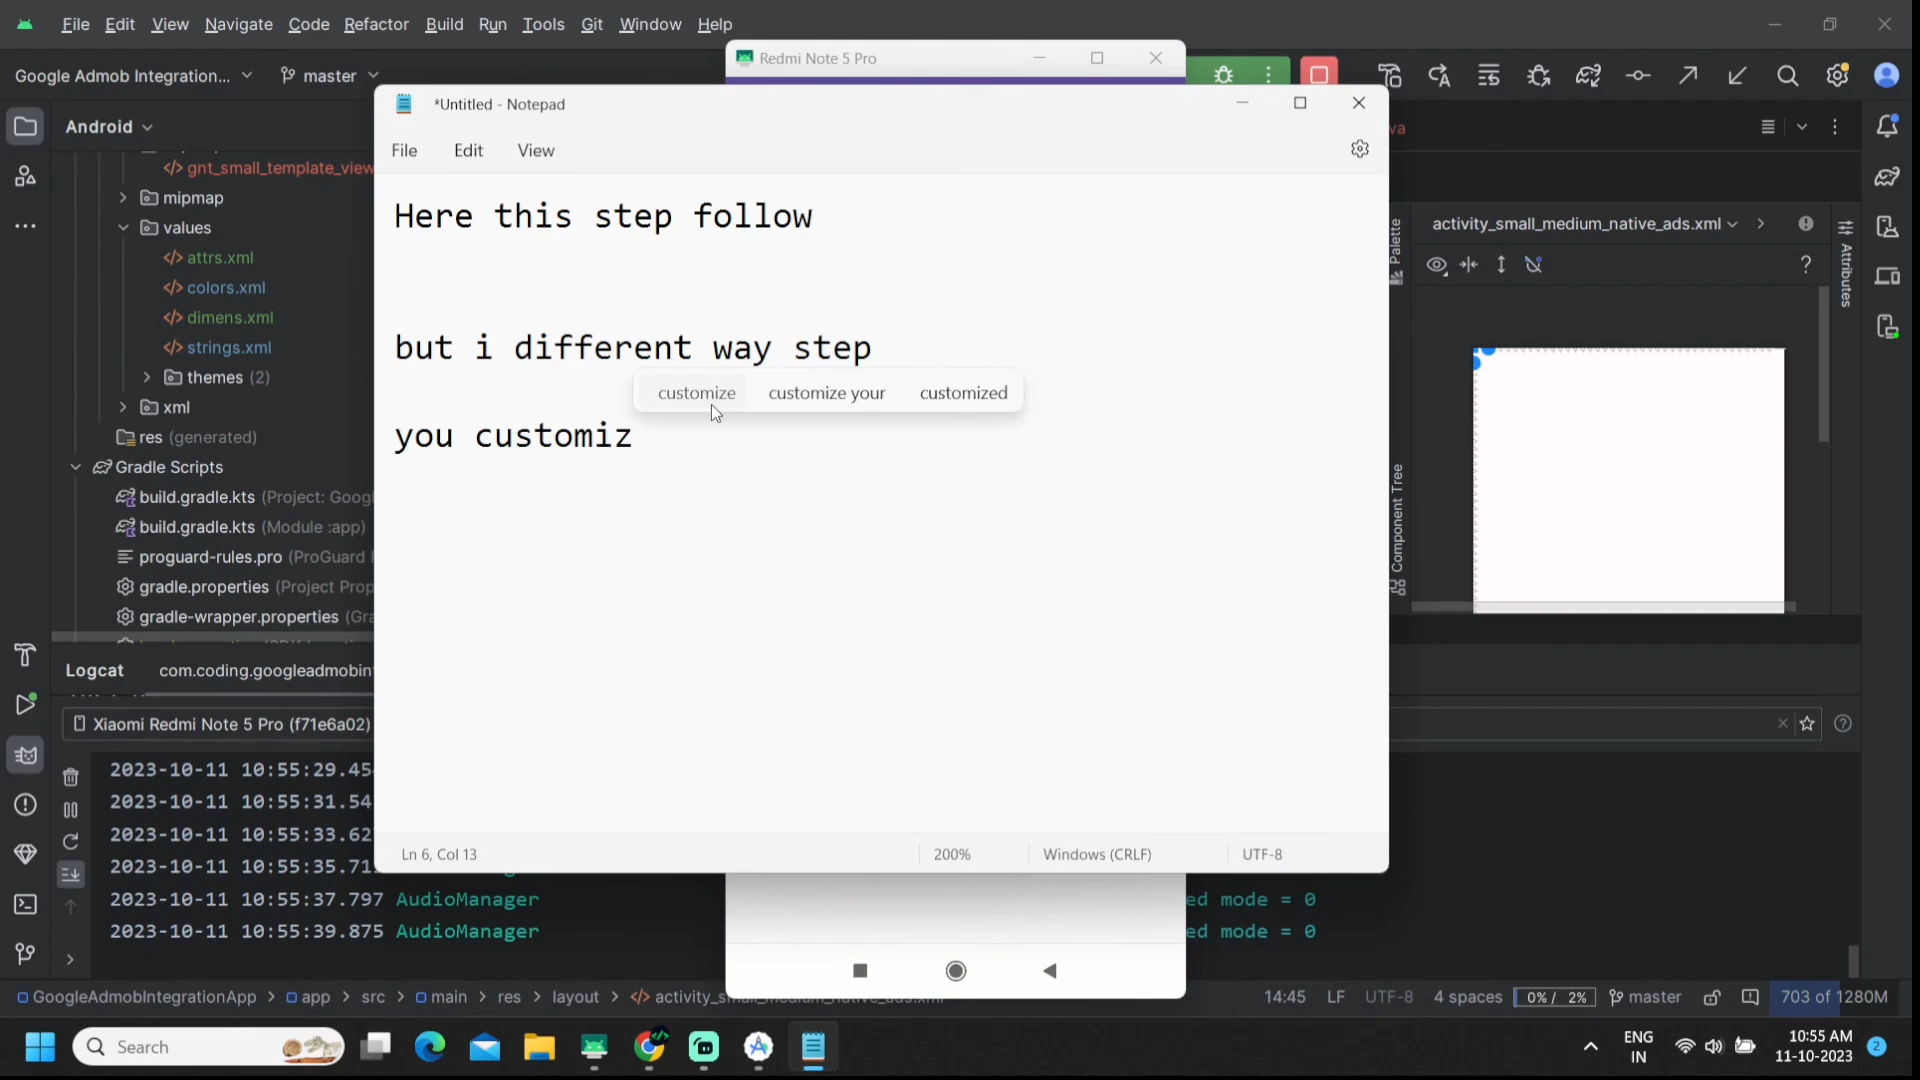 File Edit View Navigate Code Refactor Build Run Tools Git Window Help
Redmi Note 5 Pro
Google Admob Integration... master
*Untitled - Notepad
Android
va
File Edit View
gnt_small_template_view
mipmap
values
attrs.xml
colors.xml
dimens.xml
strings.xml
themes (2)
xml
res (generated)
Gradle Scripts
build.gradle.kts (Project: Googl
build.gradle.kts (Module :app)
proguard-rules.pro (ProGuard
gradle.properties (Project Prop
gradle-wrapper.properties (Gra
Here this step follow
but i different way step
customize customize your customized
you customiz
Palette
activity_small_medium_native_ads.xml
Attributes
Component Tree
Ln 6, Col 13 200% Windows (CRLF) UTF-8
Logcat com.coding.googleadmobin
Xiaomi Redmi Note 5 Pro (f71e6a02)
2023-10-11 10:55:29.45
2023-10-11 10:55:31.54
2023-10-11 10:55:33.62
2023-10-11 10:55:35.71
2023-10-11 10:55:37.797 AudioManager ed mode = 0
2023-10-11 10:55:39.875 AudioManager ed mode = 0
GoogleAdmobIntegrationApp > app > src > main > res > layout > activity_small_medium_native_ads.xml 14:45 LF UTF-8 4 spaces 0% / 2% master 703 of 1280M
Search ENG IN 10:55 AM 11-10-2023 2